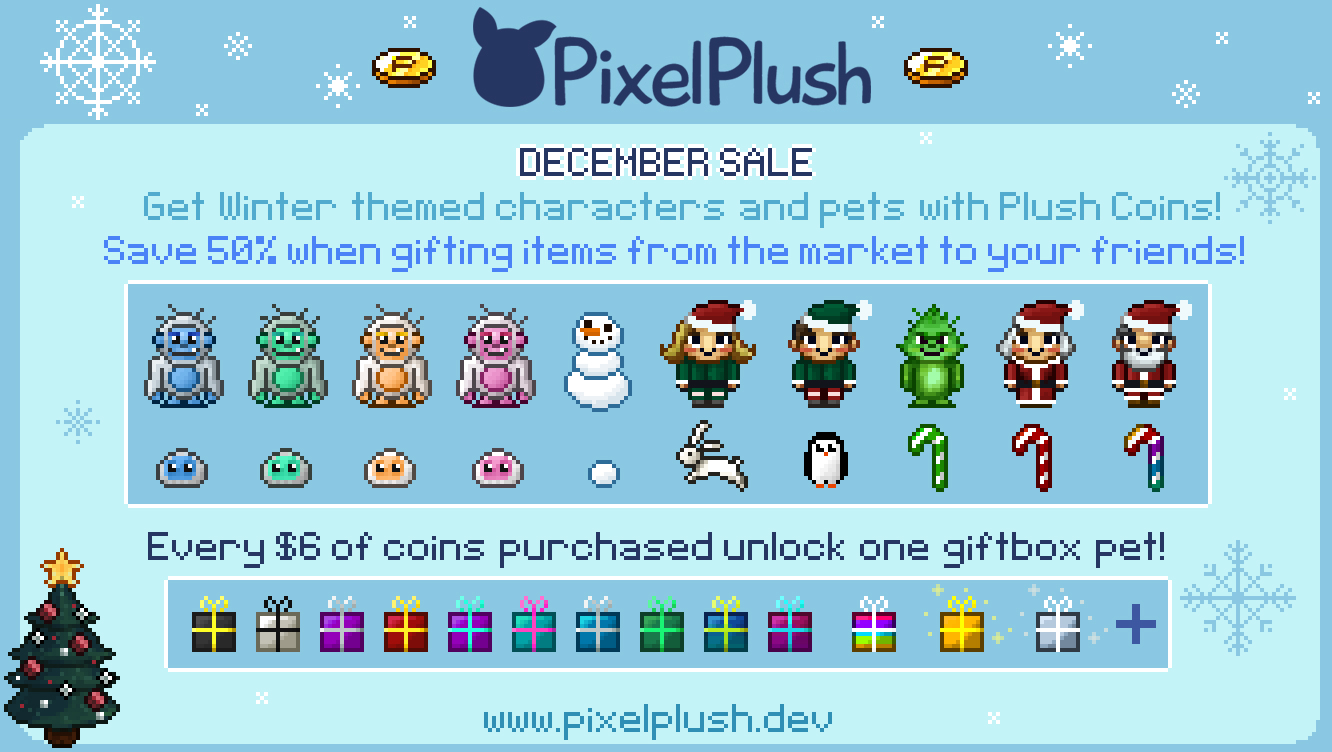 PixelPlush
DECEMBER SALE
Get Winter themed characters and pets with Plush Coins!
Save 50% when gifting items from the market to your friends!
Every $6 of coins purchased unlock one giftbox pet!
+
www.pixelplush.dev